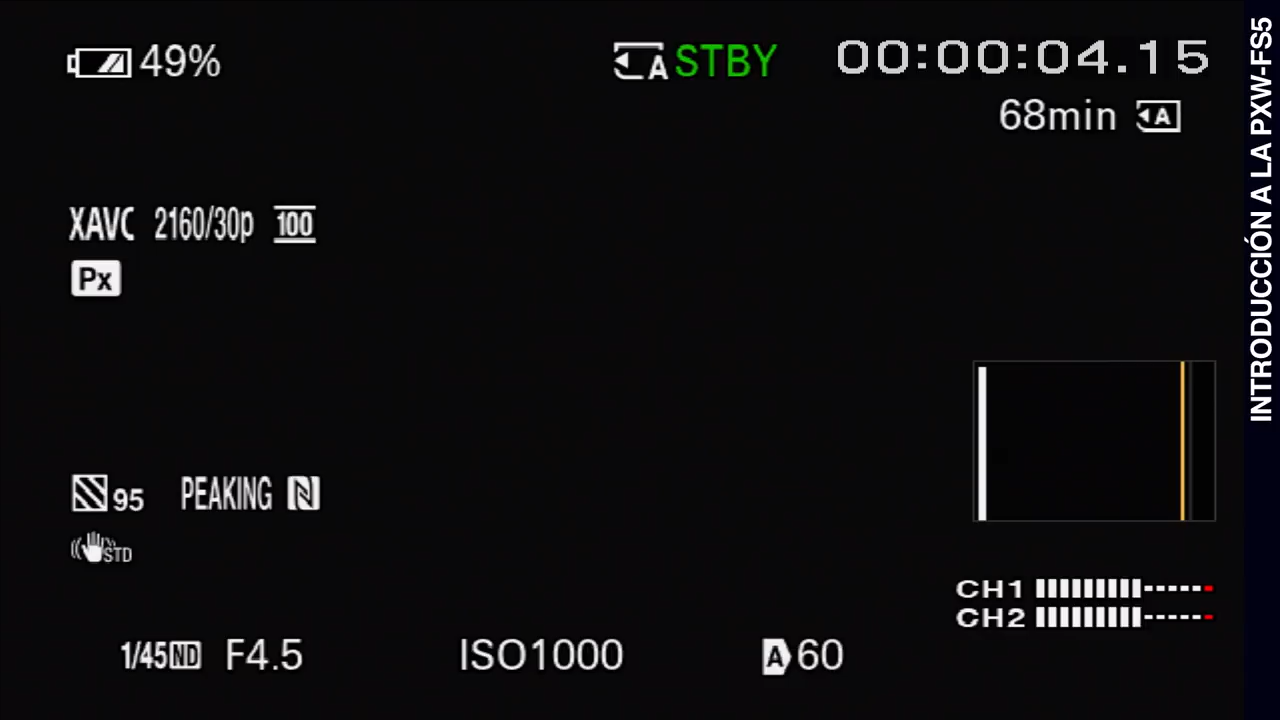 49%
A STBY 00:00:04.15
68min A
XAVC 2160/30p 100
Px
95 PEAKING N
STD
CH1
CH2
1/45ND F4.5 ISO1000 A 60
INTRODUCCIÓN A LA PXW-FS5